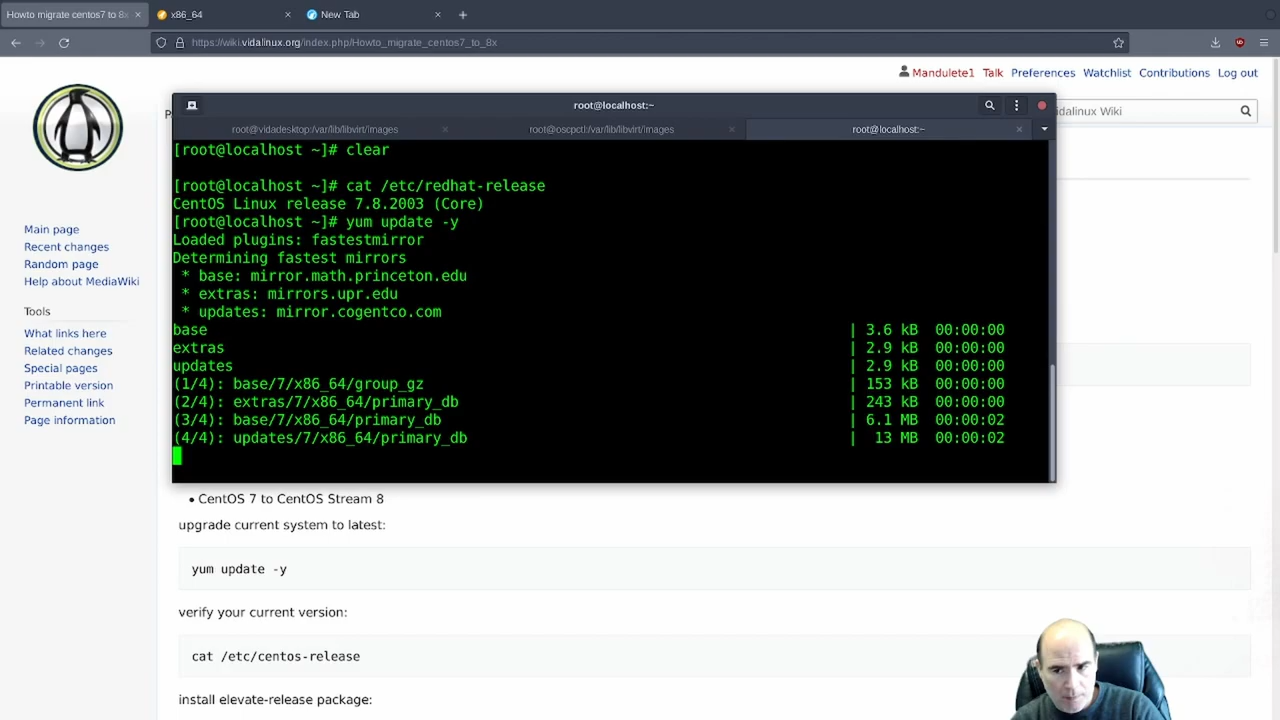 Howto migrate centos7 to 8x
x86_64
New Tab
https://wiki.vidalinux.org/index.php/Howto_migrate_centos7_to_8x
Mandulete1 Talk Preferences Watchlist Contributions Log out
root@localhost:~
root@vidadesktop:/var/lib/libvirt/images
root@oscpctl:/var/lib/libvirt/images
root@localhost:~
[root@localhost ~]# clear
[root@localhost ~]# cat /etc/redhat-release
CentOS Linux release 7.8.2003 (Core)
[root@localhost ~]# yum update -y
Loaded plugins: fastestmirror
Determining fastest mirrors
* base: mirror.math.princeton.edu
* extras: mirrors.upr.edu
* updates: mirror.cogentco.com
base | 3.6 kB 00:00:00
extras | 2.9 kB 00:00:00
updates | 2.9 kB 00:00:00
(1/4): base/7/x86_64/group_gz | 153 kB 00:00:00
(2/4): extras/7/x86_64/primary_db | 243 kB 00:00:00
(3/4): base/7/x86_64/primary_db | 6.1 MB 00:00:02
(4/4): updates/7/x86_64/primary_db | 13 MB 00:00:02
Main page
Recent changes
Random page
Help about MediaWiki
Tools
What links here
Related changes
Special pages
Printable version
Permanent link
Page information
• CentOS 7 to CentOS Stream 8
upgrade current system to latest:
yum update -y
verify your current version:
cat /etc/centos-release
install elevate-release package: